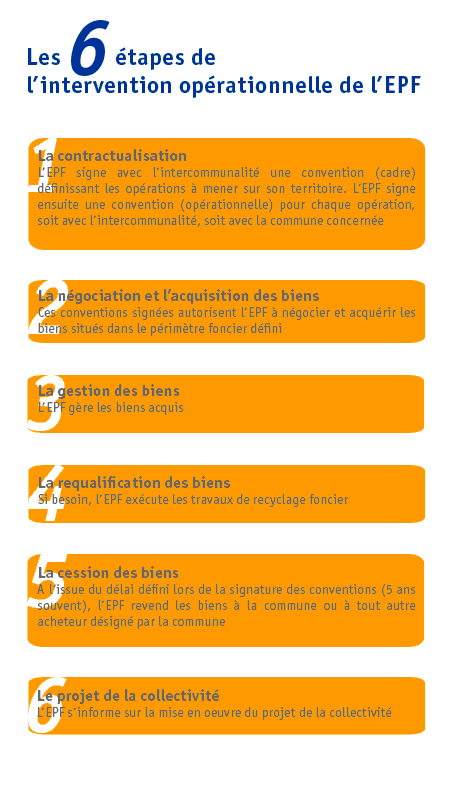 Les 6 étapes de
l'intervention opérationnelle de l'EPF
1
La contractualisation
L'EPF signe avec l'intercommunalité une convention (cadre)
définissant les opérations à mener sur son territoire. L'EPF signe
ensuite une convention (opérationnelle) pour chaque opération,
soit avec l'intercommunalité, soit avec la commune concernée
2
La négociation et l'acquisition des biens
Ces conventions signées autorisent l'EPF à négocier et acquérir les
biens situés dans le périmètre foncier défini
3
La gestion des biens
L'EPF gère les biens acquis
4
La requalification des biens
Si besoin, l'EPF exécute les travaux de recyclage foncier
5
La cession des biens
A l'issue du délai défini lors de la signature des conventions (5 ans
souvent), l'EPF revend les biens à la commune ou à tout autre
acheteur désigné par la commune
6
Le projet de la collectivité
L'EPF s'informe sur la mise en oeuvre du projet de la collectivité